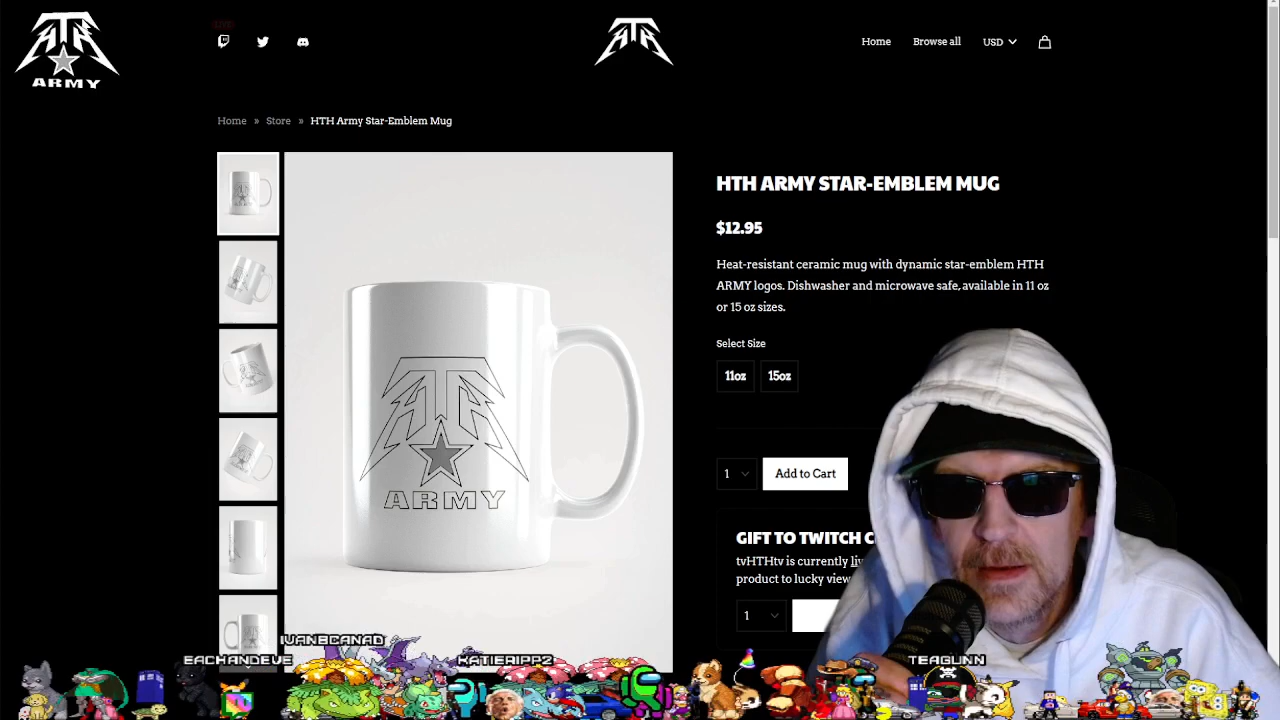 HTH
ARMY
HTH
Home
Browse all
USD
Home » Store » HTH Army Star-Emblem Mug
HTH ARMY STAR-EMBLEM MUG
$12.95
Heat-resistant ceramic mug with dynamic star-emblem HTH
ARMY logos. Dishwasher and microwave safe, available in 11 oz
or 15 oz sizes.
Select Size
11oz
15oz
1
Add to Cart
HTH
ARMY
GIFT TO TWITCH
tvHTHtv is currently
product to lucky
1
IVANBCANAD
EACHANDEVE
KATIERIPP2
TEAGUNN